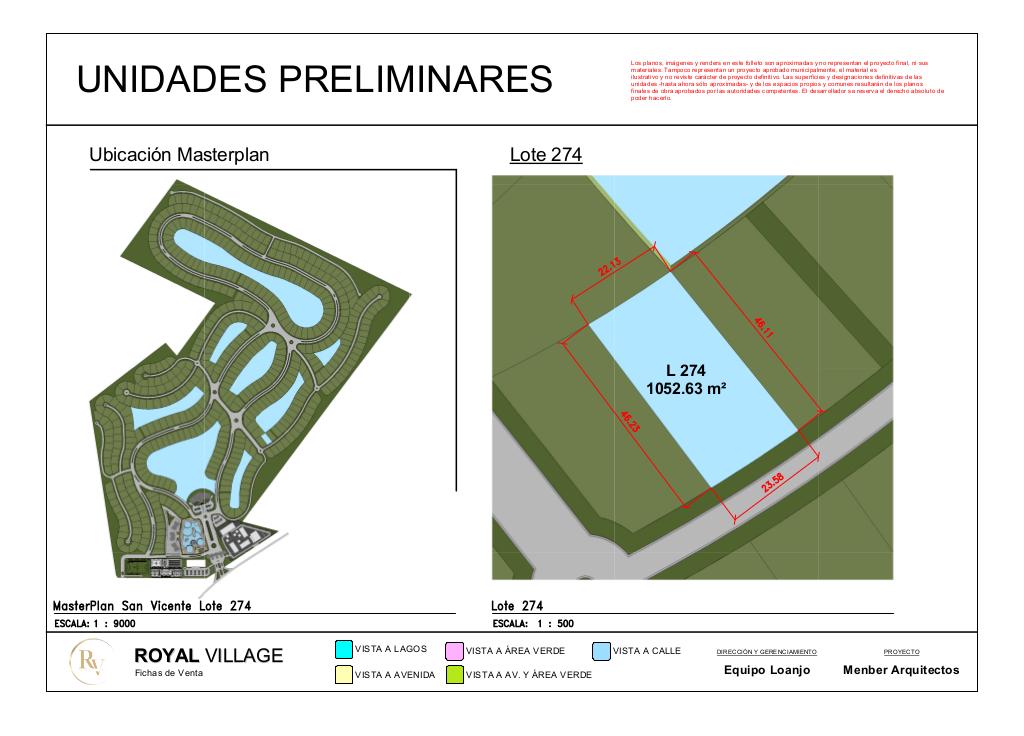 UNIDADES PRELIMINARES
Los planos, imágenes y renders en este folleto son aproximadas y no representan el proyecto final, ni sus
materiales. Tampoco representan un proyecto aprobado municipalmente, el material es
ilustrativo y no reviste carácter de proyecto definitivo. Las superficies y designaciones definitivas de las
unidades -hasta ahora sólo aproximadas- y de los espacios propios y comunes resultarán de los planos
finales de obra aprobados por las autoridades competentes. El desarrollador se reserva el derecho absoluto de
poder hacerlo.
Ubicación Masterplan
Lote 274
22.13
46.11
L 274
1052.63 m²
46.23
23.58
MasterPlan San Vicente Lote 274
ESCALA: 1 : 9000
Lote 274
ESCALA: 1 : 500
RV
ROYAL VILLAGE
Fichas de Venta
VISTA A LAGOS
VISTA A ÁREA VERDE
VISTA A CALLE
VISTA A AVENIDA
VISTA A AV. Y ÁREA VERDE
DIRECCIÓN Y GERENCIAMIENTO
Equipo Loanjo
PROYECTO
Menber Arquitectos